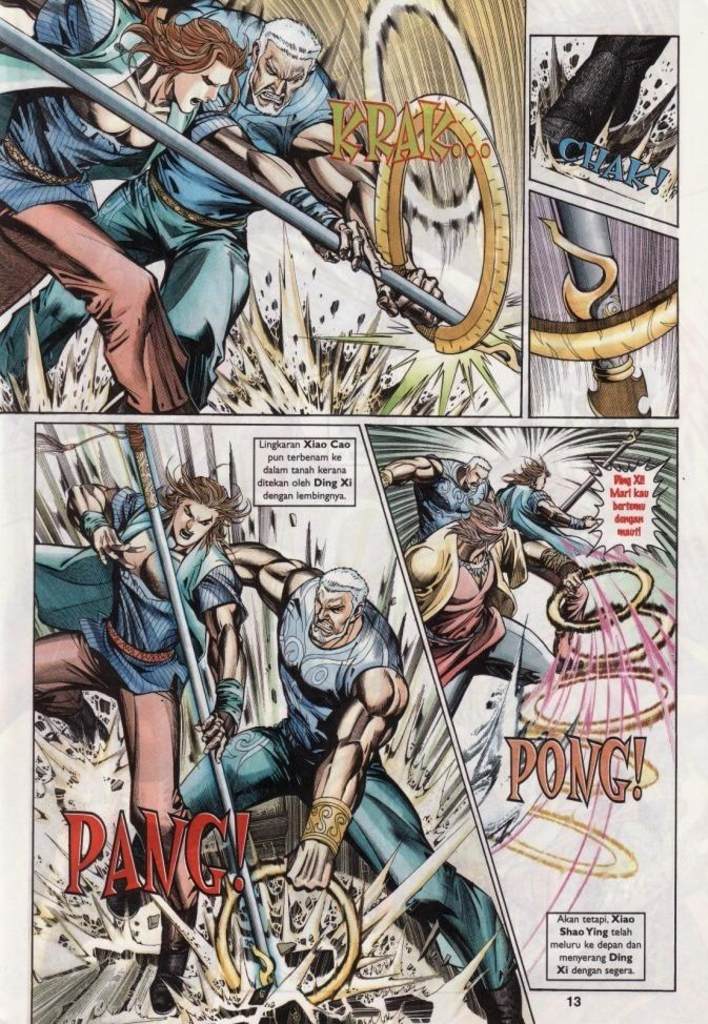 KRAK...
CHAK!
Lingkaran Xiao Cao
pun terbenam ke
dalam tanah kerana
ditekan oleh Ding Xi
dengan lembingnya.
Ding Xi!
Mari kau
bertemu
dengan
maut!
PANG!
PONG!
Akan tetapi, Xiao
Shao Ying telah
meluru ke depan dan
menyerang Ding
Xi dengan segera.
13